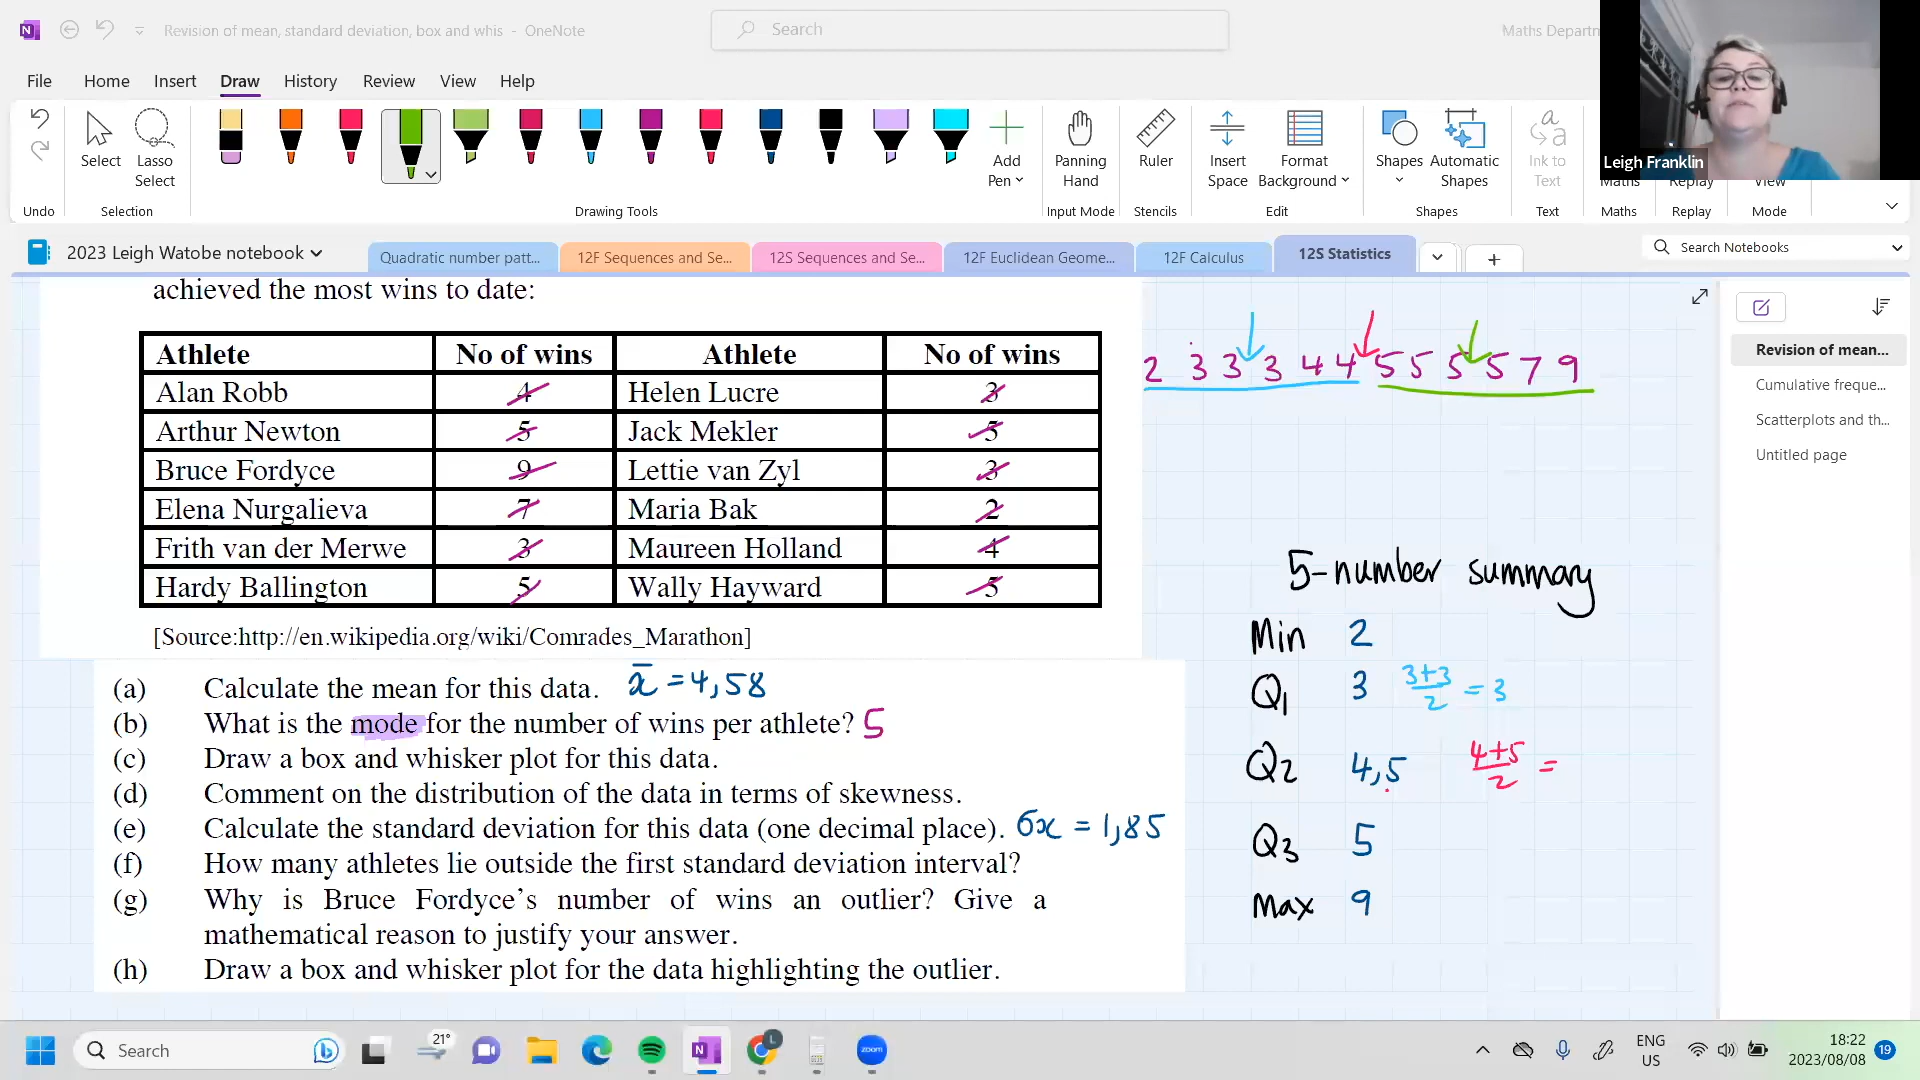 Revision of mean, standard deviation, box and whis - OneNote
Search
Maths Departn
File Home Insert Draw History Review View Help
Undo
Select
Lasso Select
Selection
Drawing Tools
Add Pen
Panning Hand
Input Mode
Ruler
Stencils
Insert Space
Format Background
Edit
Shapes
Automatic Shapes
Shapes
Ink to Text
Text
Maths
Maths
Replay
Replay
View
Mode
Leigh Franklin
2023 Leigh Watobe notebook
Quadratic number patt...
12F Sequences and Se...
12S Sequences and Se...
12F Euclidean Geome...
12F Calculus
12S Statistics
Search Notebooks
Revision of mean...
Cumulative freque...
Scatterplots and th...
Untitled page
achieved the most wins to date:
Athlete No of wins Athlete No of wins
Alan Robb 4 Helen Lucre 3
Arthur Newton 5 Jack Mekler 5
Bruce Fordyce 9 Lettie van Zyl 3
Elena Nurgalieva 7 Maria Bak 2
Frith van der Merwe 3 Maureen Holland 4
Hardy Ballington 5 Wally Hayward 5
[Source:http://en.wikipedia.org/wiki/Comrades_Marathon]
(a) Calculate the mean for this data. x̄ = 4,58
(b) What is the mode for the number of wins per athlete? 5
(c) Draw a box and whisker plot for this data.
(d) Comment on the distribution of the data in terms of skewness.
(e) Calculate the standard deviation for this data (one decimal place). σx = 1,85
(f) How many athletes lie outside the first standard deviation interval?
(g) Why is Bruce Fordyce's number of wins an outlier? Give a
mathematical reason to justify your answer.
(h) Draw a box and whisker plot for the data highlighting the outlier.
2 3 3 3 4 4 5 5 5 5 7 9
5-number summary
Min 2
Q1 3 3+3/2 = 3
Q2 4,5 4+5/2 =
Q3 5
Max 9
Search
21°
zoom
ENG
US
18:22
2023/08/08
19